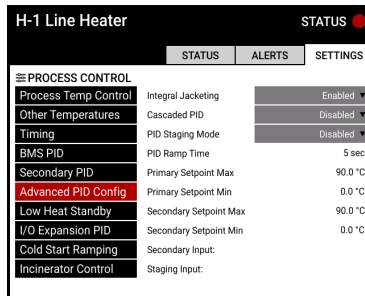 H-1 Line Heater STATUS
STATUS ALERTS SETTINGS
PROCESS CONTROL
Process Temp Control Integral Jacketing Enabled
Other Temperatures Cascaded PID Disabled
Timing PID Staging Mode Disabled
BMS PID PID Ramp Time 5 sec
Secondary PID Primary Setpoint Max 90.0 °C
Advanced PID Config Primary Setpoint Min 0.0 °C
Low Heat Standby Secondary Setpoint Max 90.0 °C
I/O Expansion PID Secondary Setpoint Min 0.0 °C
Cold Start Ramping Secondary Input:
Incinerator Control Staging Input: